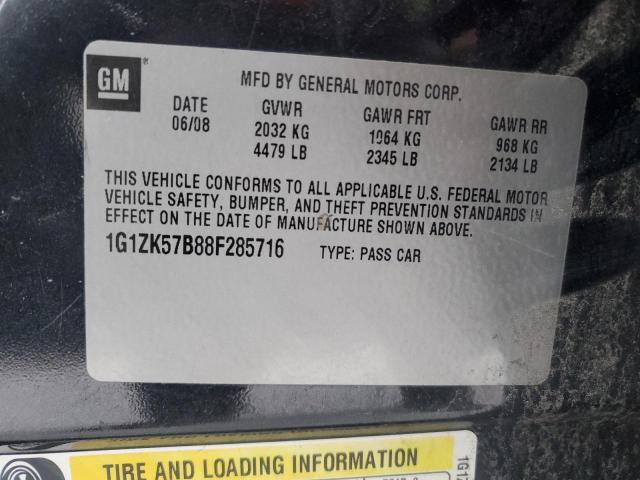 GM ®
MFD BY GENERAL MOTORS CORP.
DATE GVWR GAWR FRT GAWR RR
06/08 2032 KG 1064 KG 968 KG
4479 LB 2345 LB 2134 LB
THIS VEHICLE CONFORMS TO ALL APPLICABLE U.S. FEDERAL MOTOR
VEHICLE SAFETY, BUMPER, AND THEFT PREVENTION STANDARDS IN
EFFECT ON THE DATE OF MANUFACTURE SHOWN ABOVE.
1G1ZK57B88F285716 TYPE: PASS CAR
TIRE AND LOADING INFORMATION